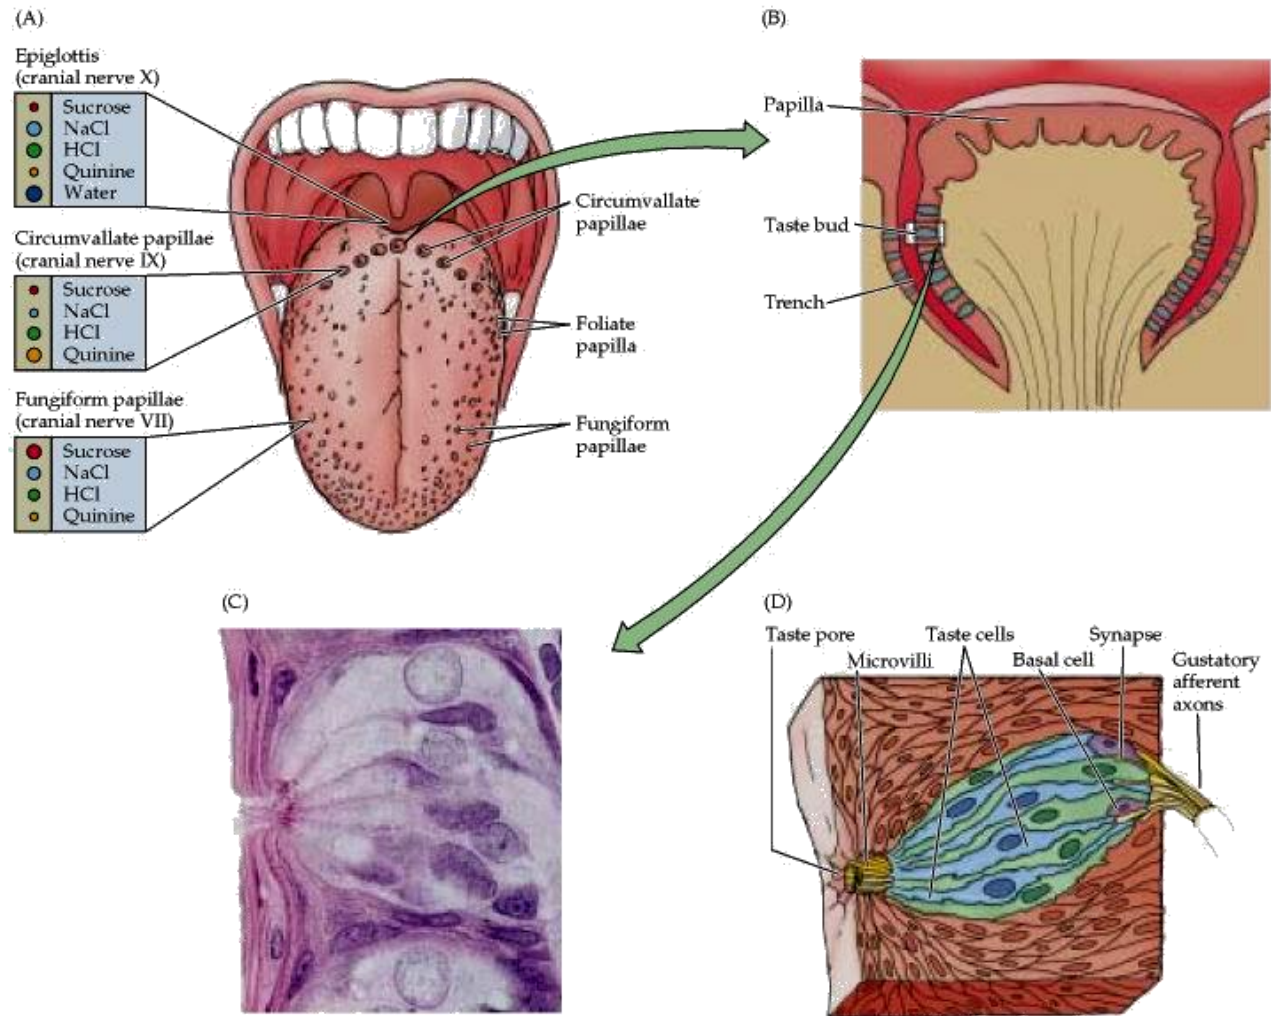 (A)
Epiglottis
(cranial nerve X)
Sucrose
NaCl
HCl
Quinine
Water
Circumvallate papillae
(cranial nerve IX)
Sucrose
NaCl
HCl
Quinine
Fungiform papillae
(cranial nerve VII)
Sucrose
NaCl
HCl
Quinine
Circumvallate
papillae
Foliate
papilla
Fungiform
papillae
(B)
Papilla
Taste bud
Trench
(C)
(D)
Taste pore
Microvilli
Taste cells
Basal cell
Synapse
Gustatory
afferent
axons